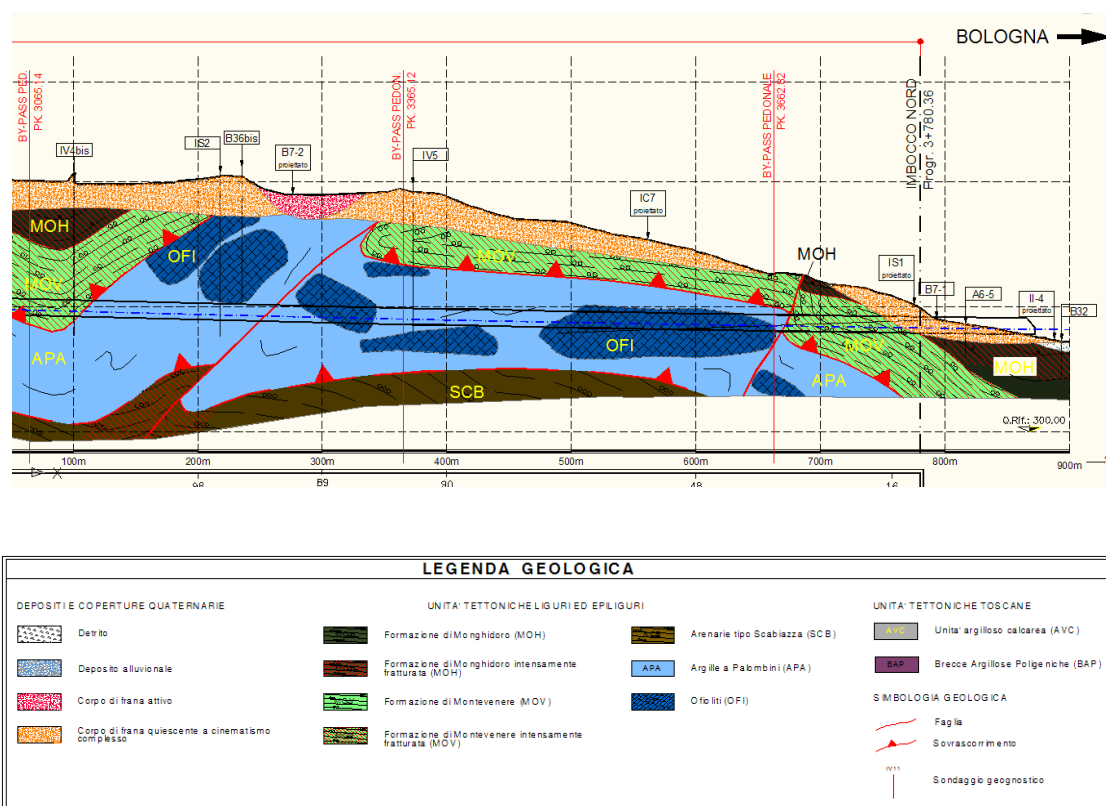 BOLOGNA
BY-PASS PED.
PK. 3065.14
BY-PASS PEDON.
PK. 3365.12
BY-PASS PEDONALE
PK. 3662.82
IMBOCCO NORD
Progr. 3+780.36
IV4bis
IS2
B36bis
B7-2
proiettato
IV5
IC7
proiettato
MOH
IS1
proiettato
B7-1
A6-5
II-4
proiettato
B32
MOH
OFI
MOV
MOV
MOV
APA
OFI
APA
MOH
SCB
Q.Rif.: 300.00
100m
200m
300m
400m
500m
600m
700m
800m
900m
LEGENDA GEOLOGICA
DEPOSITI E COPERTURE QUATERNARIE
Detrito
Deposito alluvionale
Corpo di frana attivo
Corpo di frana quiescente a cinematismo
complesso
UNITA' TETTONICHE LIGURI ED EPILIGURI
Formazione di Monghidoro (MOH)
Formazione di Monghidoro intensamente
fratturata (MOH)
Formazione di Montevenere (MOV)
Formazione di Montevenere intensamente
fratturata (MOV)
Arenarie tipo Scabiazza (SCB)
APA
Argille a Palombini (APA)
Ofioliti (OFI)
UNITA' TETTONICHE TOSCANE
AVC
Unita' argilloso calcarea (AVC)
BAP
Brecce Argillose Poligeniche (BAP)
SIMBOLOGIA GEOLOGICA
Faglia
Sovrascorrimento
IV11
Sondaggio geognostico